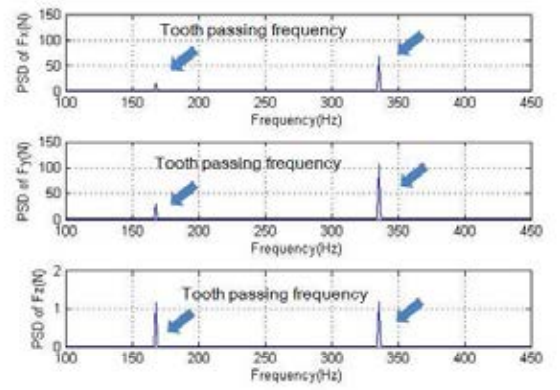 150
100
50
0
PSD of Fx(N)
Tooth passing frequency
100 150 200 250 300 350 400 450
Frequency(Hz)
150
100
50
0
PSD of Fy(N)
Tooth passing frequency
100 150 200 250 300 350 400 450
Frequency(Hz)
2
1
0
PSD of Fz(N)
Tooth passing frequency
100 150 200 250 300 350 400 450
Frequency(Hz)